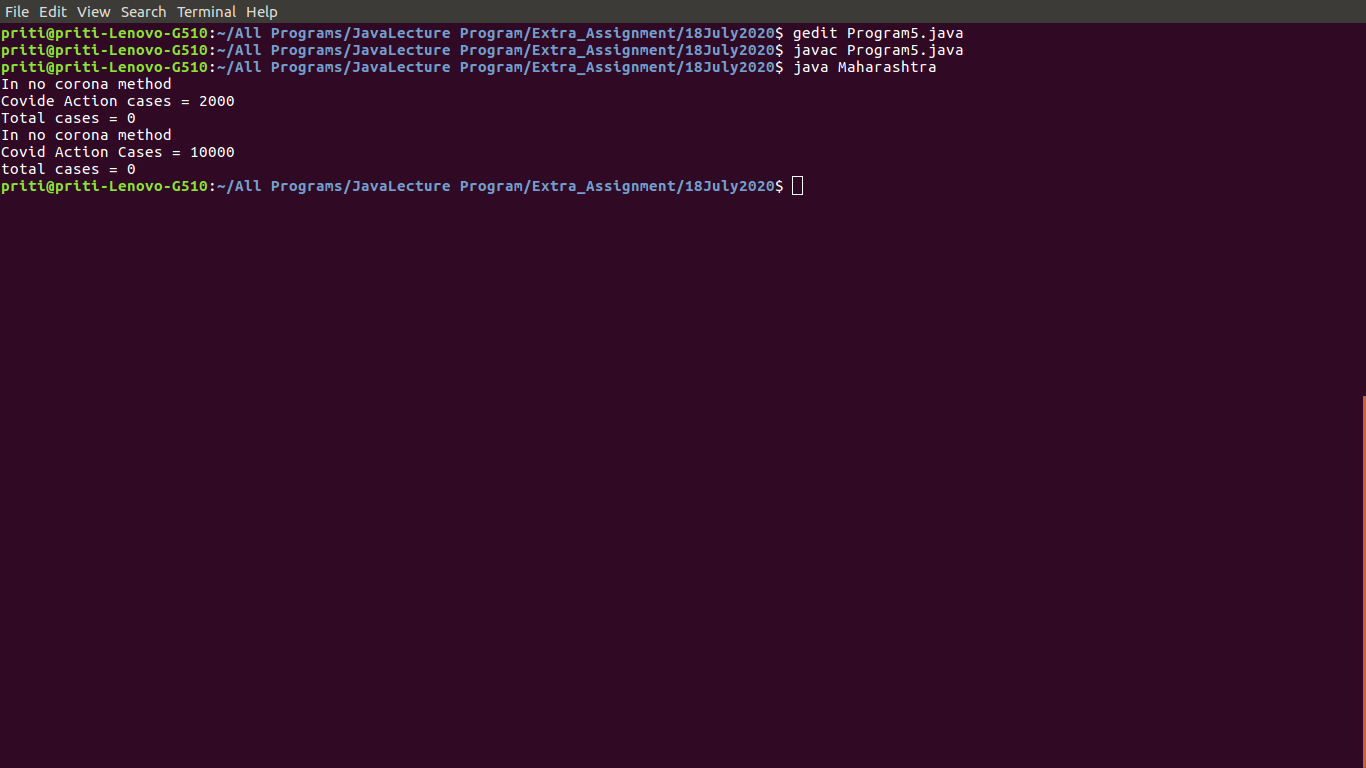 File Edit View Search Terminal Help
priti@priti-Lenovo-G510:~/All Programs/JavaLecture Program/Extra_Assignment/18July2020$ gedit Program5.java
priti@priti-Lenovo-G510:~/All Programs/JavaLecture Program/Extra_Assignment/18July2020$ javac Program5.java
priti@priti-Lenovo-G510:~/All Programs/JavaLecture Program/Extra_Assignment/18July2020$ java Maharashtra
In no corona method
Covide Action cases = 2000
Total cases = 0
In no corona method
Covid Action Cases = 10000
total cases = 0
priti@priti-Lenovo-G510:~/All Programs/JavaLecture Program/Extra_Assignment/18July2020$